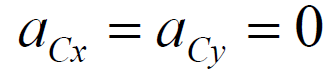 a_{Cx} = a_{Cy} = 0